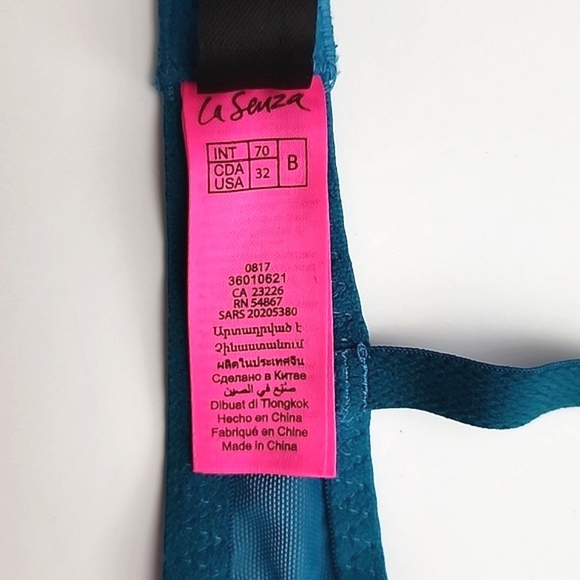 La Senza
INT 70 B
CDA USA 32
0817
36010621
CA 23226
RN 54867
SARS 20205380
Արտադրված է
Չինաստանում
ผลิตในประเทศจีน
Сделано в Китае
صنع في الصين
Dibuat di Tiongkok
Hecho en China
Fabriqué en Chine
Made in China